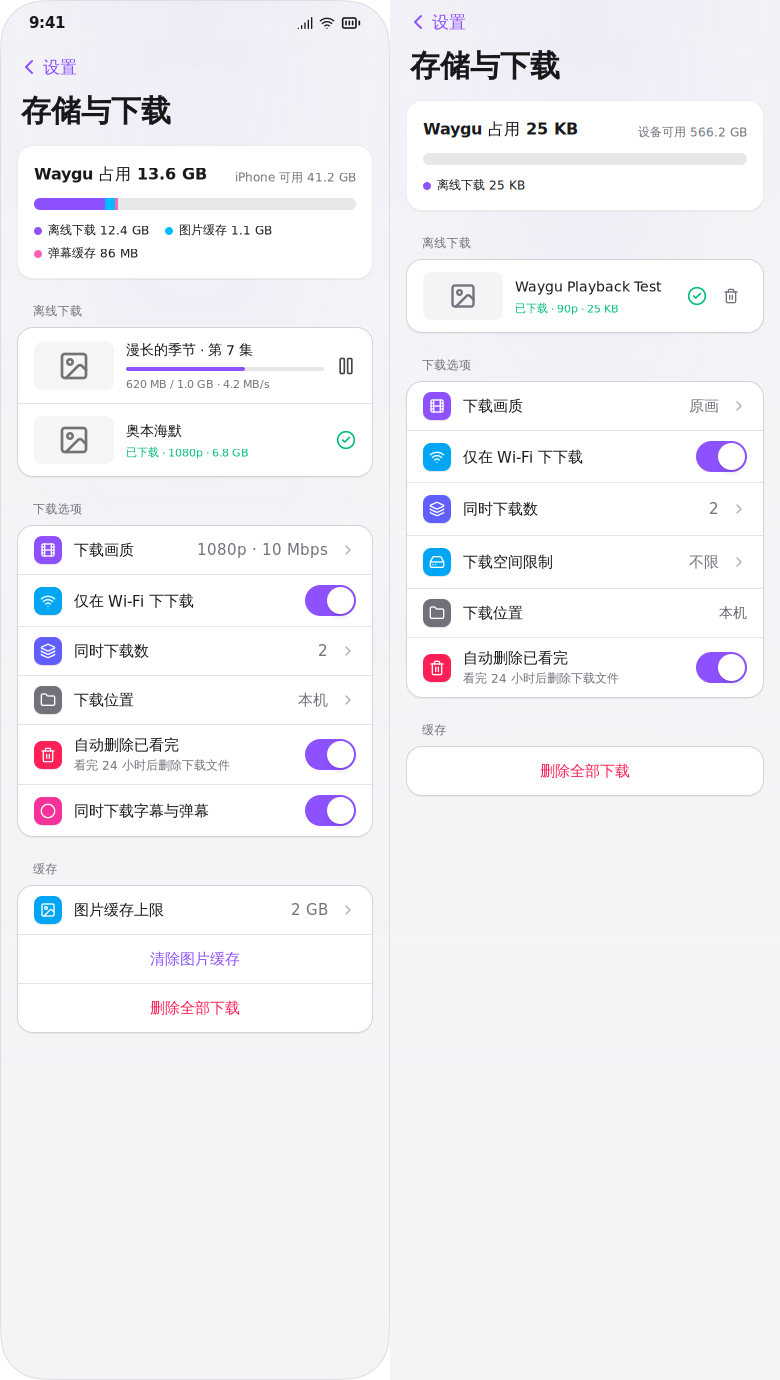 9:41
设置
存储与下载
Waygu 占用 13.6 GB
iPhone 可用 41.2 GB
离线下载 12.4 GB
图片缓存 1.1 GB
弹幕缓存 86 MB
离线下载
漫长的季节 · 第 7 集
620 MB / 1.0 GB · 4.2 MB/s
奥本海默
已下载 · 1080p · 6.8 GB
下载选项
下载画质
1080p · 10 Mbps
仅在 Wi-Fi 下下载
同时下载数
2
下载位置
本机
自动删除已看完
看完 24 小时后删除下载文件
同时下载字幕与弹幕
缓存
图片缓存上限
2 GB
清除图片缓存
删除全部下载
设置
存储与下载
Waygu 占用 25 KB
设备可用 566.2 GB
离线下载 25 KB
离线下载
Waygu Playback Test
已下载 · 90p · 25 KB
下载选项
下载画质
原画
仅在 Wi-Fi 下下载
同时下载数
2
下载空间限制
不限
下载位置
本机
自动删除已看完
看完 24 小时后删除下载文件
缓存
删除全部下载